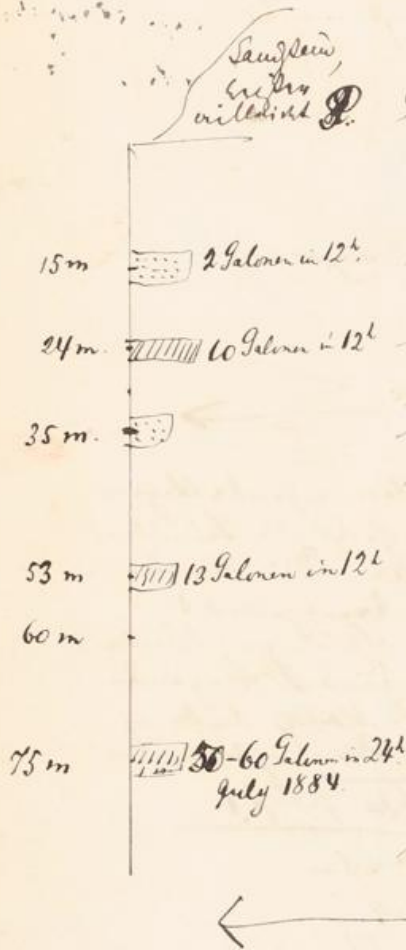 Sandstein,
vielleicht
15 m 2 Galonen in 12h.
24 m. 10 Galonen in 12h
35 m.
53 m 13 Galonen in 12h
60 m
75 m 50-60 Galonen in 24h.
July 1884